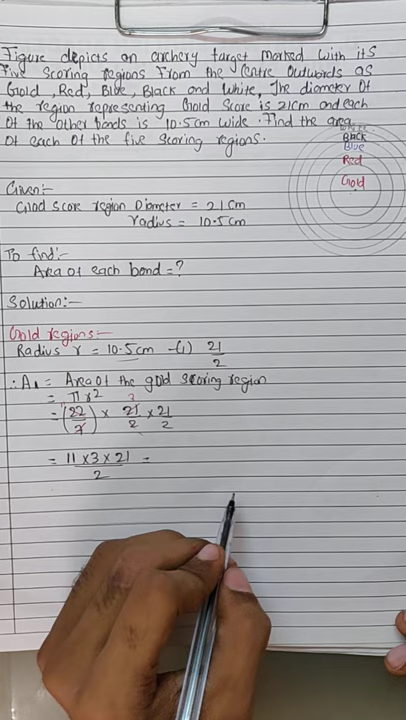 Figure depicts an archery target marked with its
Five Scoring regions From the Centre Outwords as
Gold, Red, Blue, Black and White, The diameter Of
the region representing Gold Score is 21cm and each
Of the other bonds is 10.5cm wide. Find the area
Of each Of the five Scoring regions.
Black
Blue
Red
Gold
Given:-
Glod Score region Diameter = 21cm
radius = 10.5cm
To find:-
Area of each bond = ?
Solution:-
Gold regions:-
Radius r = 10.5cm -(1) 21/2
∴ A₁ = Area Of the gold scoring region
= πr²
= (22/7) × 21/2 × 21/2
3
= 11 × 3 × 21 / 2 =